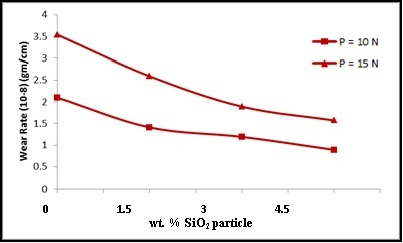 4
3.5
3
2.5
2
1.5
1
0.5
0
Wear Rate (10-8) (gm/cm)
P = 10 N
P = 15 N
0 1.5 3 4.5
wt. % SiO₂ particle